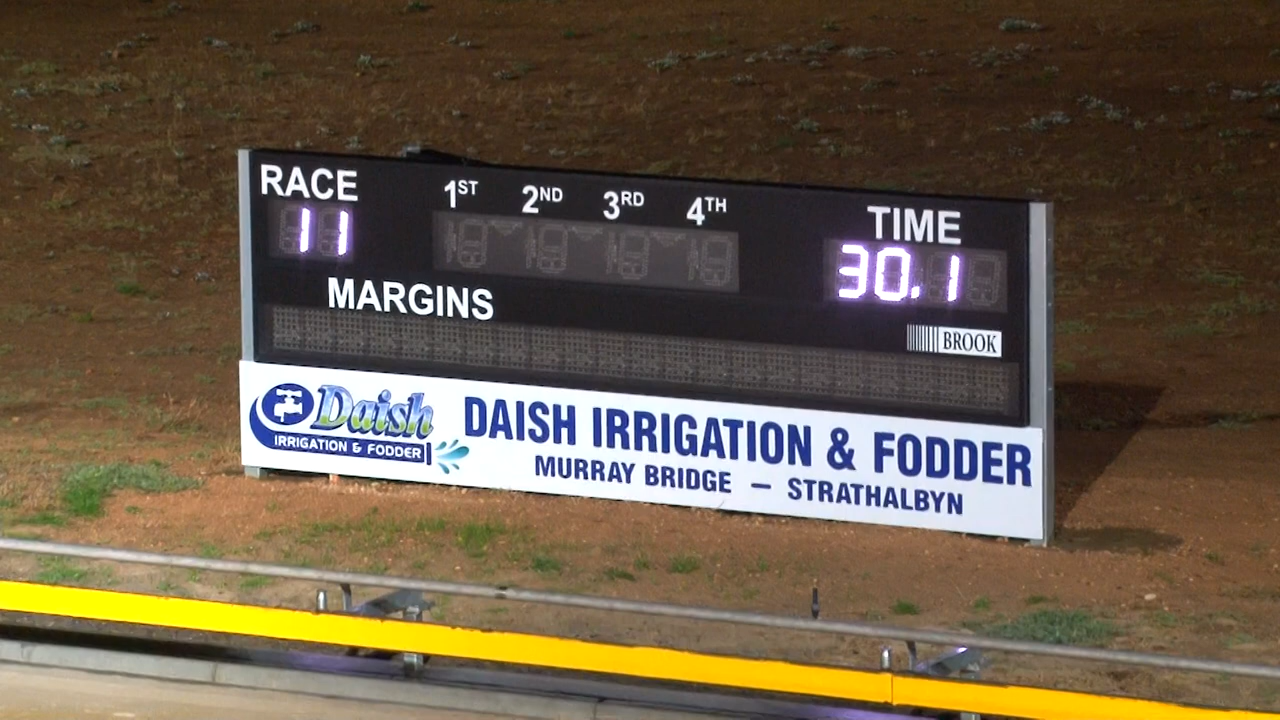 RACE 1ST 2ND 3RD 4TH TIME
11 30.1
MARGINS
BROOK
Daish
IRRIGATION & FODDER
DAISH IRRIGATION & FODDER
MURRAY BRIDGE – STRATHALBYN